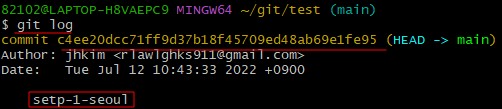 82102@LAPTOP-H8VAEPC9 MINGW64 ~/git/test (main)
$ git log
commit c4ee20dcc71ff9d37b18f45709ed48ab69e1fe95 (HEAD -> main)
Author: jhkim <rlawlghks911@gmail.com>
Date:   Tue Jul 12 10:43:33 2022 +0900
setp-1-seoul